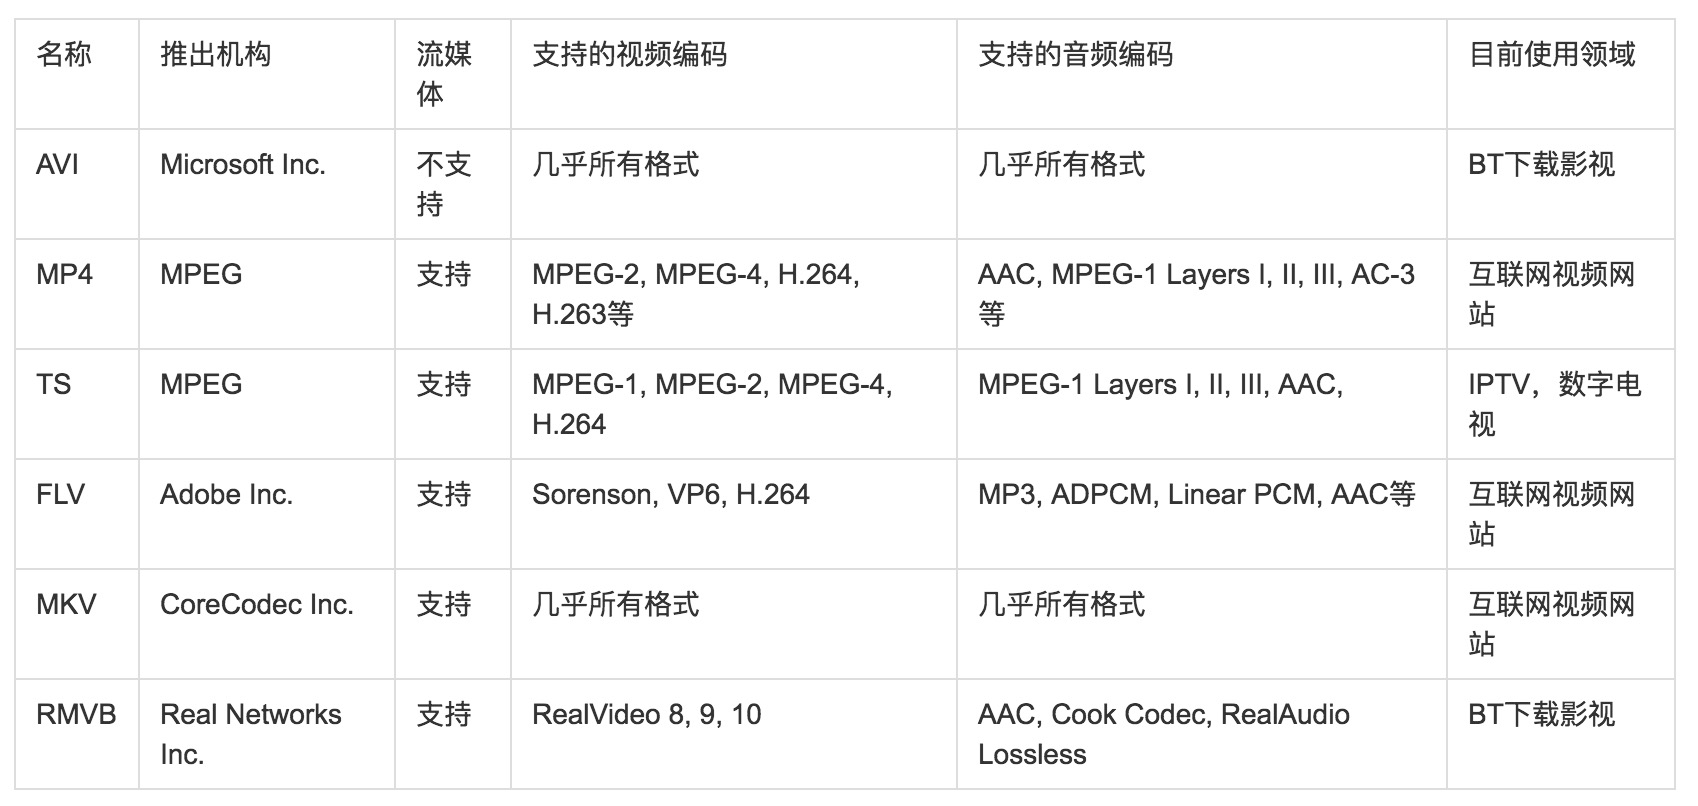 名称 推出机构 流媒 支持的视频编码 支持的音频编码 目前使用领域
体
AVI Microsoft Inc. 不支 几乎所有格式 几乎所有格式 BT下载影视
持
MP4 MPEG 支持 MPEG-2, MPEG-4, H.264, AAC, MPEG-1 Layers I, II, III, AC-3 互联网视频网
H.263等 等 站
TS MPEG 支持 MPEG-1, MPEG-2, MPEG-4, MPEG-1 Layers I, II, III, AAC, IPTV，数字电
H.264 视
FLV Adobe Inc. 支持 Sorenson, VP6, H.264 MP3, ADPCM, Linear PCM, AAC等 互联网视频网
站
MKV CoreCodec Inc. 支持 几乎所有格式 几乎所有格式 互联网视频网
站
RMVB Real Networks 支持 RealVideo 8, 9, 10 AAC, Cook Codec, RealAudio BT下载影视
Inc. Lossless